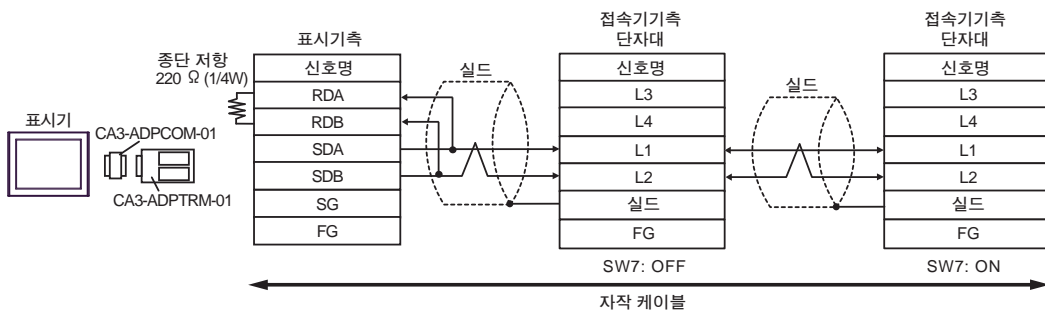 종단 저항
220 Ω (1/4W)
표시기
CA3-ADPCOM-01
CA3-ADPTRM-01
표시기측
신호명
RDA
RDB
SDA
SDB
SG
FG
실드
접속기기측
단자대
신호명
L3
L4
L1
L2
실드
FG
SW7: OFF
실드
접속기기측
단자대
신호명
L3
L4
L1
L2
실드
FG
SW7: ON
자작 케이블